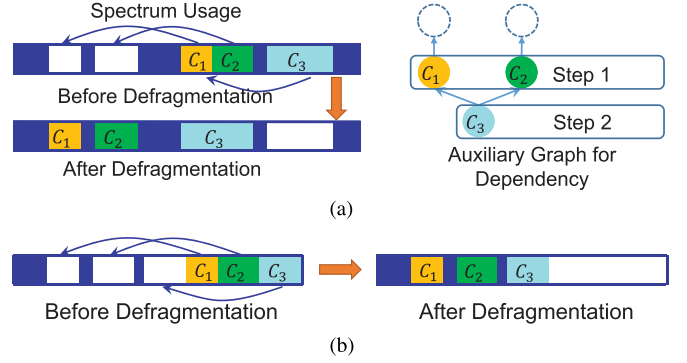 Spectrum Usage
C1 C2 C3
Before Defragmentation
C1 C2 C3
After Defragmentation
C1 C2 Step 1
C3 Step 2
Auxiliary Graph for
Dependency
(a)
C1 C2 C3
Before Defragmentation
C1 C2 C3
After Defragmentation
(b)